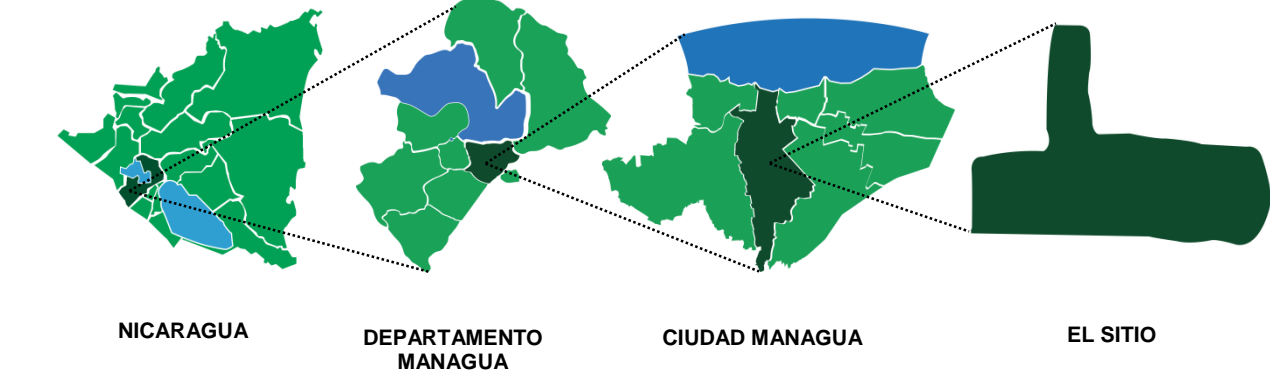 NICARAGUA
DEPARTAMENTO
MANAGUA
CIUDAD MANAGUA
EL SITIO